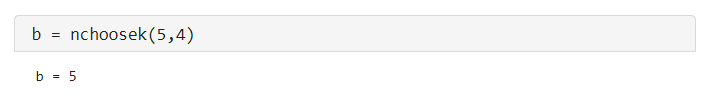 b = nchoosek(5,4)
b = 5